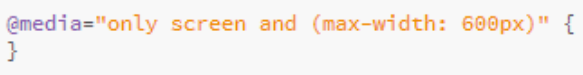 @media="only screen and (max-width: 600px)" {
}